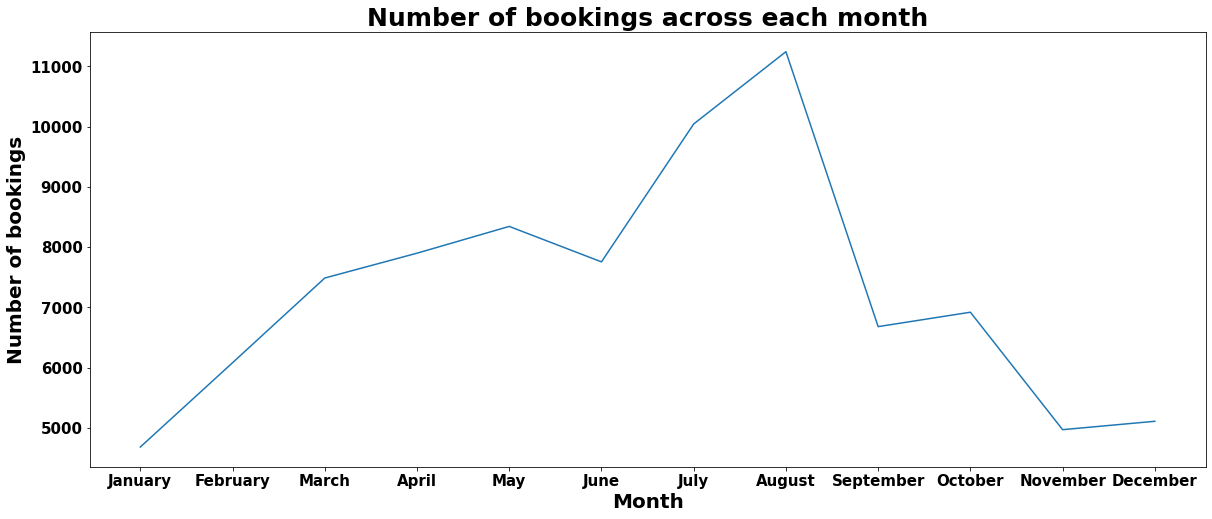 Number of bookings across each month
Number of bookings
11000
10000
9000
8000
7000
6000
5000
January February March April May June July August September October November December
Month